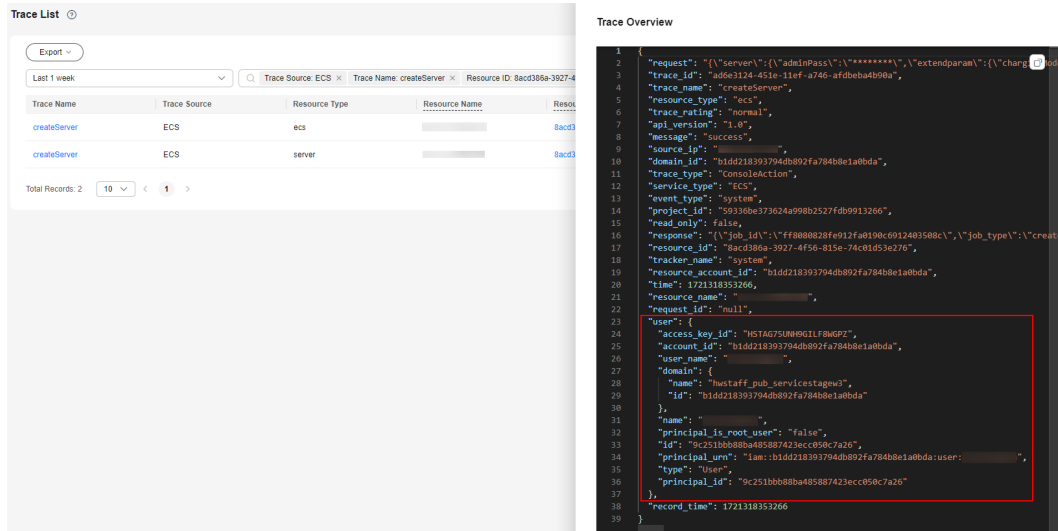 Trace List
Export
Last 1 week
Trace Source: ECS × Trace Name: createServer × Resource ID: 8acd386a-3927-4
Trace Name Trace Source Resource Type Resource Name Resou
createServer ECS ecs 8acd3
createServer ECS server 8acd3
Total Records: 2 10 < 1 >
Trace Overview
1 {
2 "request": "{\"server\":{\"adminPass\":\"********\",\"extendparam\":{\"charg
3 "trace_id": "ad6e3124-451e-11ef-a746-afdbeba4b90a",
4 "trace_name": "createServer",
5 "resource_type": "ecs",
6 "trace_rating": "normal",
7 "api_version": "1.0",
8 "message": "success",
9 "source_ip": " ",
10 "domain_id": "b1dd218393794db892fa784b8e1a0bda",
11 "trace_type": "ConsoleAction",
12 "service_type": "ECS",
13 "event_type": "system",
14 "project_id": "59336be373624a998b2527fdb9913266",
15 "read_only": false,
16 "response": "{\"job_id\":\"ff8080828fe912fa0190c6912403508c\",\"job_type\":\"creat
17 "resource_id": "8acd386a-3927-4f56-815e-74c01d53e276",
18 "tracker_name": "system",
19 "resource_account_id": "b1dd218393794db892fa784b8e1a0bda",
20 "time": 1721318353266,
21 "resource_name": " ",
22 "request_id": "null",
23 "user": {
24 "access_key_id": "HSTAG75UNH9GILF8WGPZ",
25 "account_id": "b1dd218393794db892fa784b8e1a0bda",
26 "user_name": " ",
27 "domain": {
28 "name": "hwstaff_pub_servicestagew3",
29 "id": "b1dd218393794db892fa784b8e1a0bda"
30 },
31 "name": " ",
32 "principal_is_root_user": "false",
33 "id": "9c251bbb88ba485887423ecc050c7a26",
34 "principal_urn": "iam::b1dd218393794db892fa784b8e1a0bda:user: ",
35 "type": "User",
36 "principal_id": "9c251bbb88ba485887423ecc050c7a26"
37 },
38 "record_time": 1721318353266
39 }